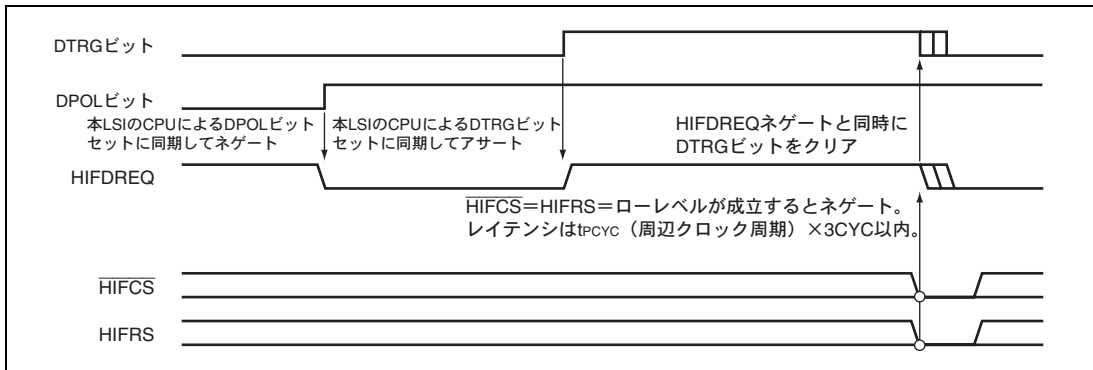 DTRGビット
DPOLビット
本LSIのCPUによるDPOLビット
セットに同期してネゲート
本LSIのCPUによるDTRGビット
セットに同期してアサート
HIFDREQネゲートと同時に
DTRGビットをクリア
HIFDREQ
HIFCS=HIFRS=ローレベルが成立するとネゲート。
レイテンシはtPCYC(周辺クロック周期)×3CYC以内。
HIFCS
HIFRS